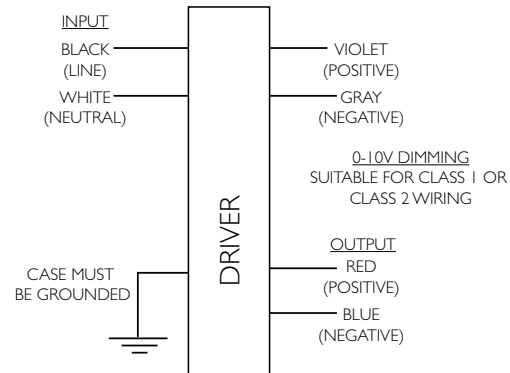 INPUT
BLACK
(LINE)
WHITE
(NEUTRAL)
CASE MUST
BE GROUNDED
DRIVER
VIOLET
(POSITIVE)
GRAY
(NEGATIVE)
0-10V DIMMING
SUITABLE FOR CLASS 1 OR
CLASS 2 WIRING
OUTPUT
RED
(POSITIVE)
BLUE
(NEGATIVE)